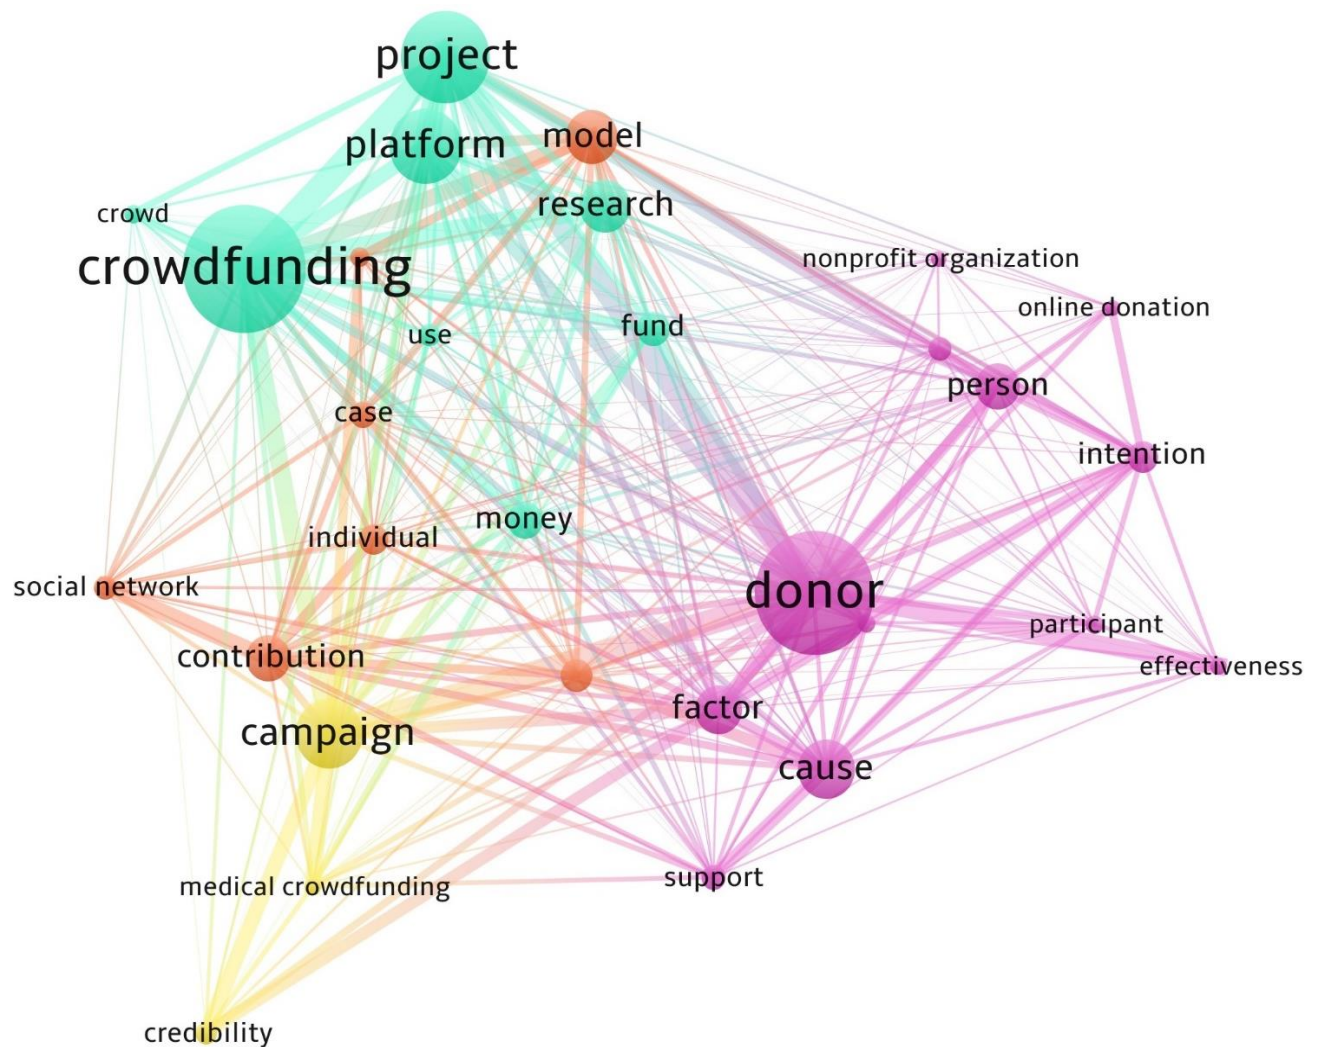 project
platform
model
research
crowd
crowdfunding
nonprofit organization
online donation
use
fund
person
case
intention
money
individual
social network
donor
participant
contribution
effectiveness
factor
campaign
cause
support
medical crowdfunding
credibility